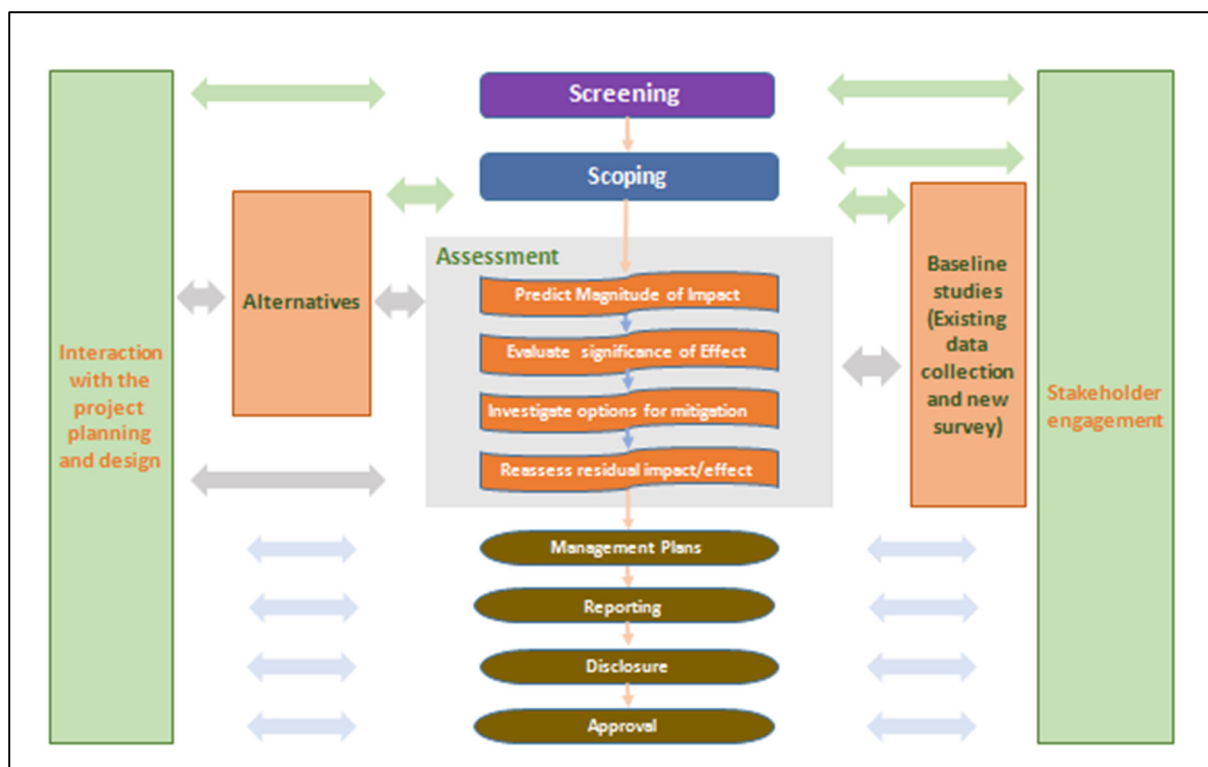 Screening
Scoping
Assessment
Predict Magnitude of Impact
Evaluate significance of Effect
Investigate options for mitigation
Reassess residual impact/effect
Management Plans
Reporting
Disclosure
Approval
Interaction
with the
project
planning
and design
Alternatives
Baseline
studies
(Existing
data
collection
and new
survey)
Stakeholder
engagement